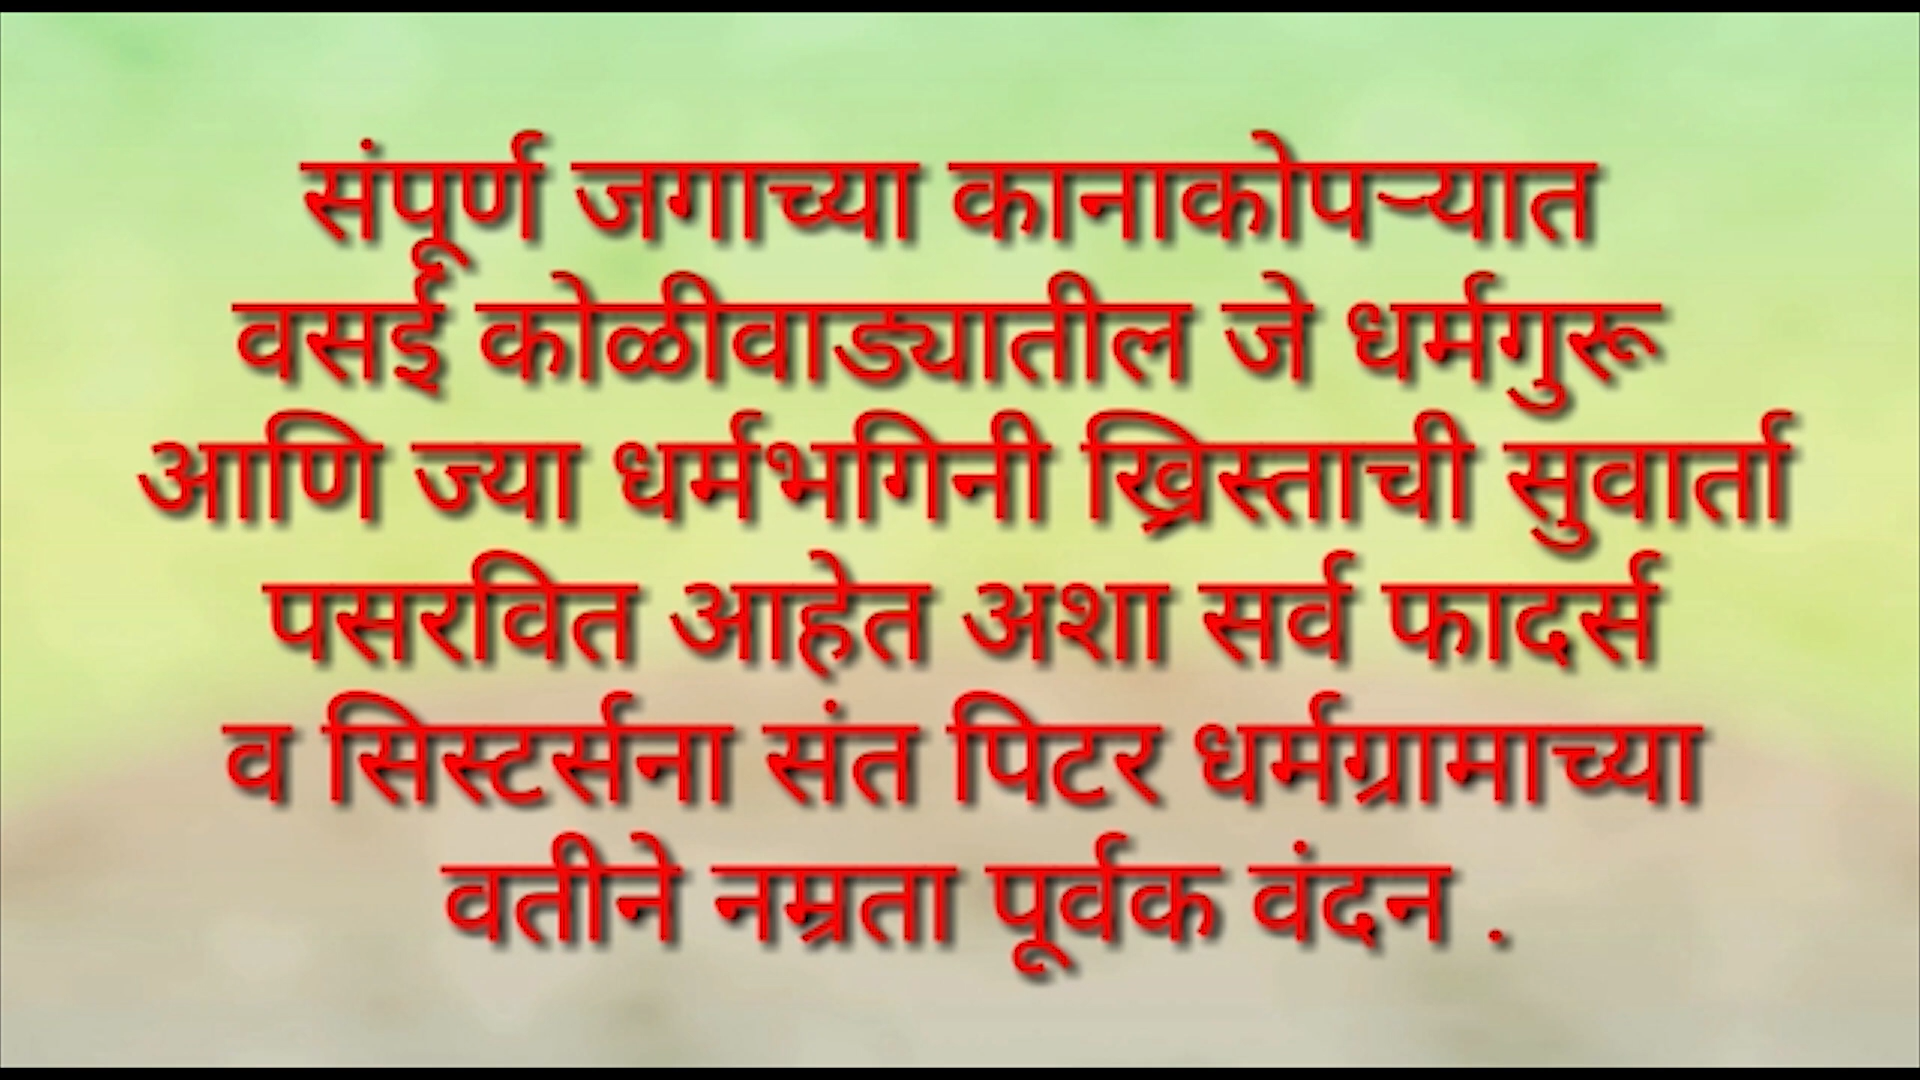 संपूर्ण जगाच्या कानाकोपऱ्यात
वसई कोळीवाड्यातील जे धर्मगुरू
आणि ज्या धर्मभगिनी ख्रिस्ताची सुवार्ता
पसरवित आहेत अशा सर्व फादर्स
व सिस्टर्सना संत पिटर धर्मग्रामाच्या
वतीने नम्रता पूर्वक वंदन .